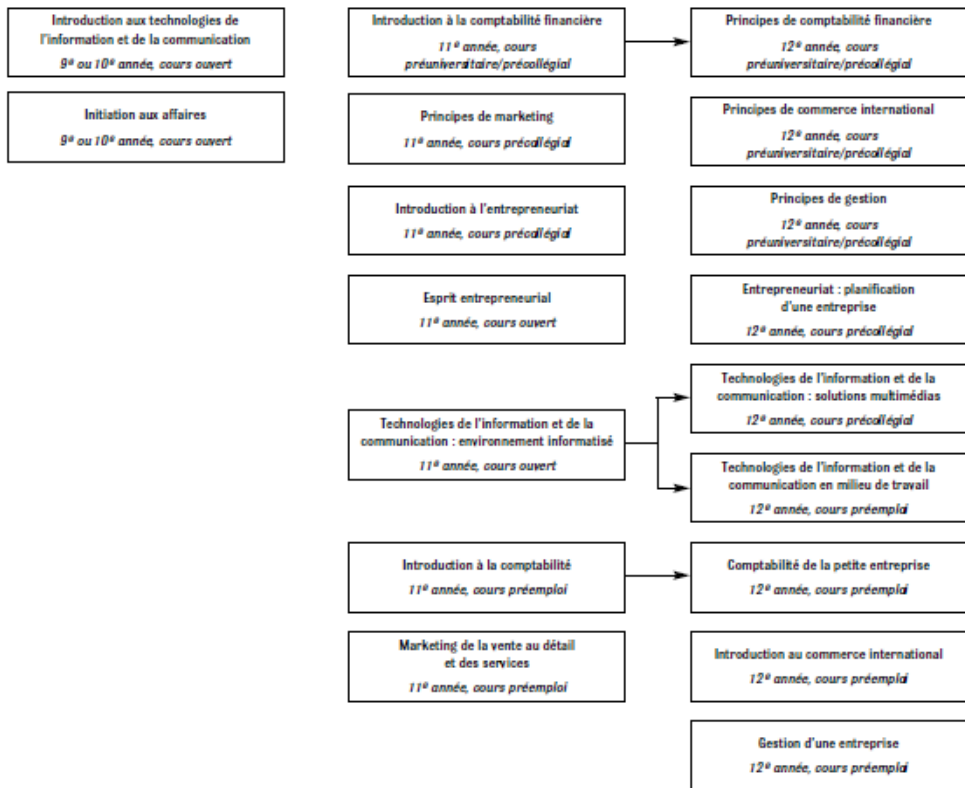 Introduction aux technologies de
l'information et de la communication
9e ou 10e année, cours ouvert
Initiation aux affaires
9e ou 10e année, cours ouvert
Introduction à la comptabilité financière
11e année, cours
préuniversitaire/précollégial
Principes de marketing
11e année, cours précollégial
Introduction à l'entrepreneuriat
11e année, cours précollégial
Esprit entrepreneurial
11e année, cours ouvert
Technologies de l'information et de la
communication : environnement informatisé
11e année, cours ouvert
Introduction à la comptabilité
11e année, cours préemploi
Marketing de la vente au détail
et des services
11e année, cours préemploi
Principes de comptabilité financière
12e année, cours
préuniversitaire/précollégial
Principes de commerce international
12e année, cours
préuniversitaire/précollégial
Principes de gestion
12e année, cours
préuniversitaire/précollégial
Entrepreneuriat : planification
d'une entreprise
12e année, cours précollégial
Technologies de l'information et de la
communication : solutions multimédias
12e année, cours précollégial
Technologies de l'information et de la
communication en milieu de travail
12e année, cours préemploi
Comptabilité de la petite entreprise
12e année, cours préemploi
Introduction au commerce international
12e année, cours préemploi
Gestion d'une entreprise
12e année, cours préemploi